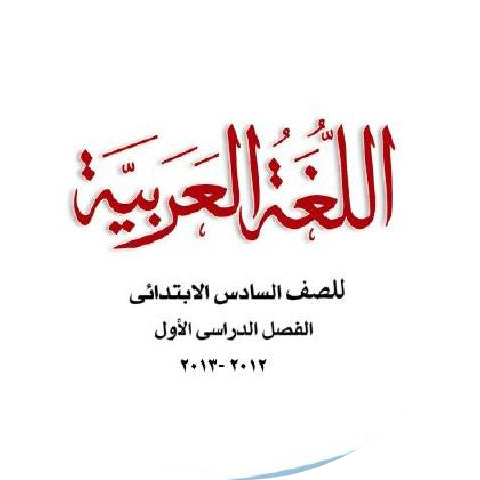 اللُّغَةُ العَرَبِيَّة
للصف السادس الابتدائى
الفصل الدراسى الأول
٢٠١٢ -٢٠١٣